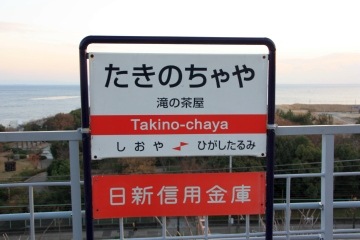 たきのちゃや
滝の茶屋
Takino-chaya
しおや ひがしたるみ
日新信用金庫